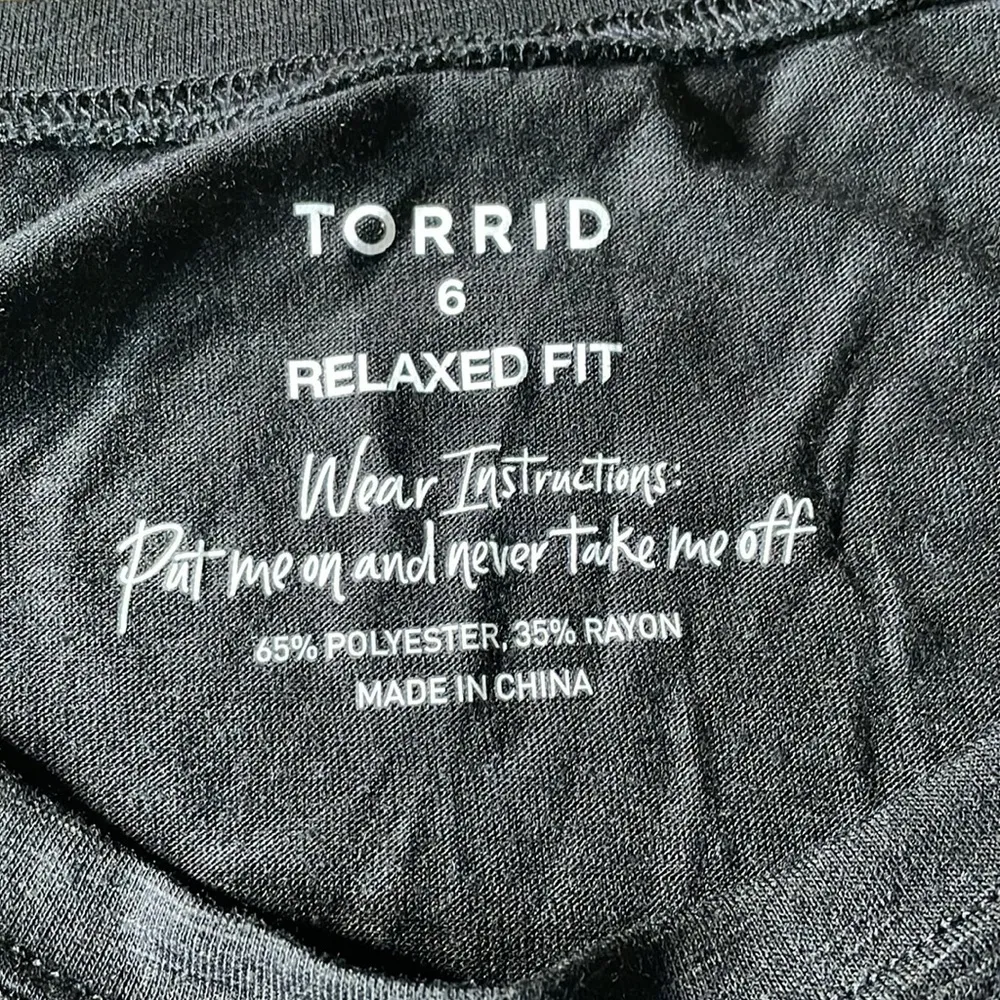 TORRID
6
RELAXED FIT
Wear Instructions:
Put me on and never take me off
65% POLYESTER, 35% RAYON
MADE IN CHINA